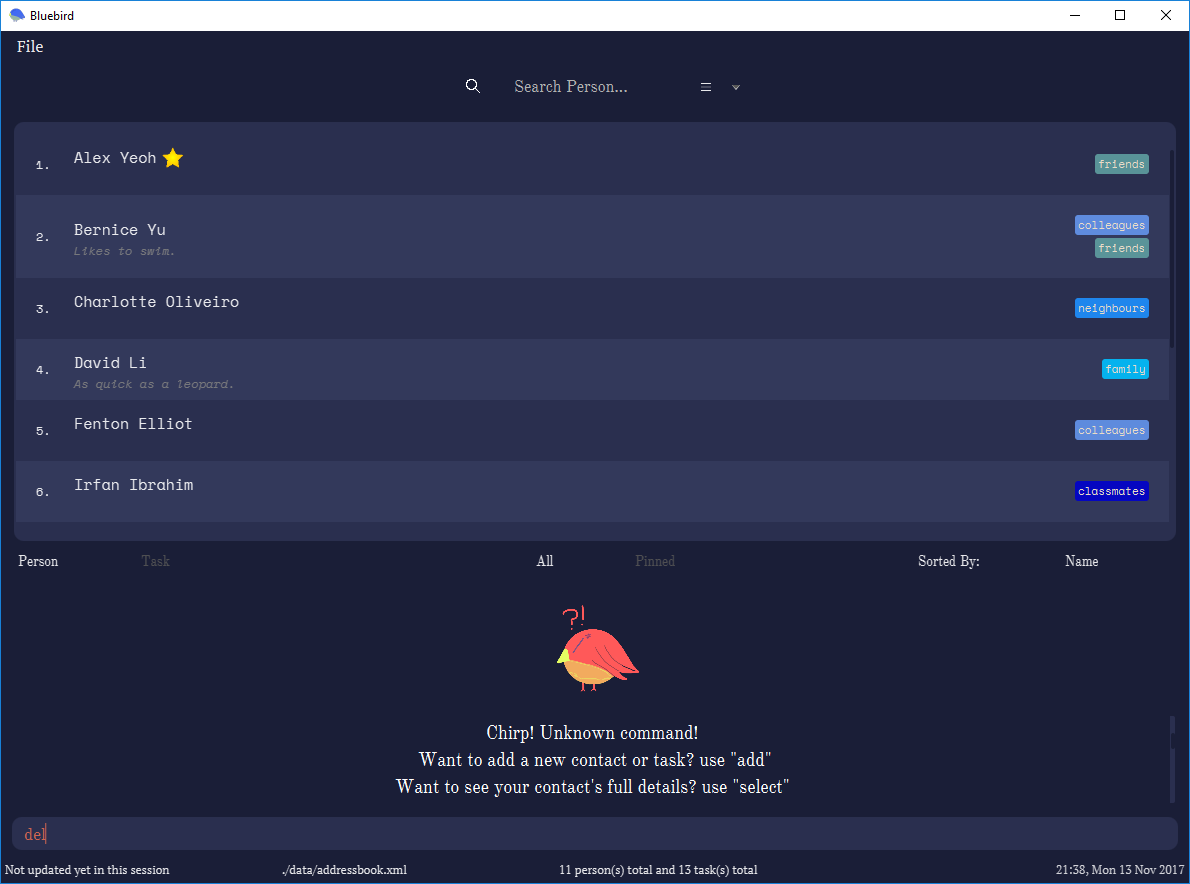 Bluebird
File
Search Person...
1. Alex Yeoh friends
2. Bernice Yu colleagues
Likes to swim. friends
3. Charlotte Oliveiro neighbours
4. David Li family
As quick as a leopard.
5. Fenton Elliot colleagues
6. Irfan Ibrahim classmates
Person Task All Pinned Sorted By: Name
?!
Chirp! Unknown command!
Want to add a new contact or task? use "add"
Want to see your contact's full details? use "select"
del
Not updated yet in this session ./data/addressbook.xml 11 person(s) total and 13 task(s) total 21:38, Mon 13 Nov 2017